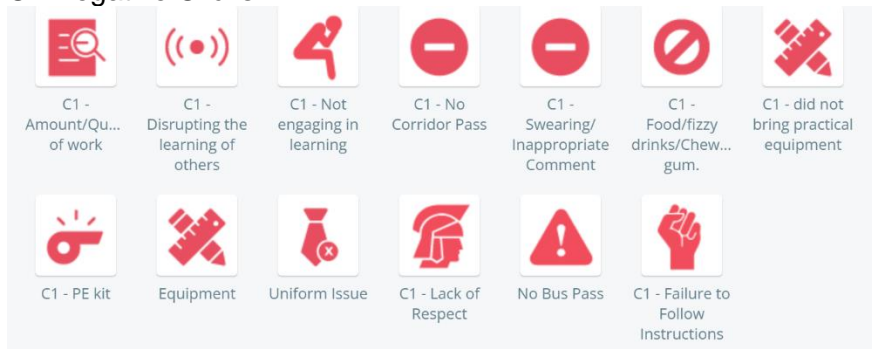 C1 -
Amount/Qu...
of work
C1 -
Disrupting the
learning of
others
C1 - Not
engaging in
learning
C1 - No
Corridor Pass
C1 -
Swearing/
Inappropriate
Comment
C1 -
Food/fizzy
drinks/Chew...
gum.
C1 - did not
bring practical
equipment
C1 - PE kit
Equipment
Uniform Issue
C1 - Lack of
Respect
No Bus Pass
C1 - Failure to
Follow
Instructions